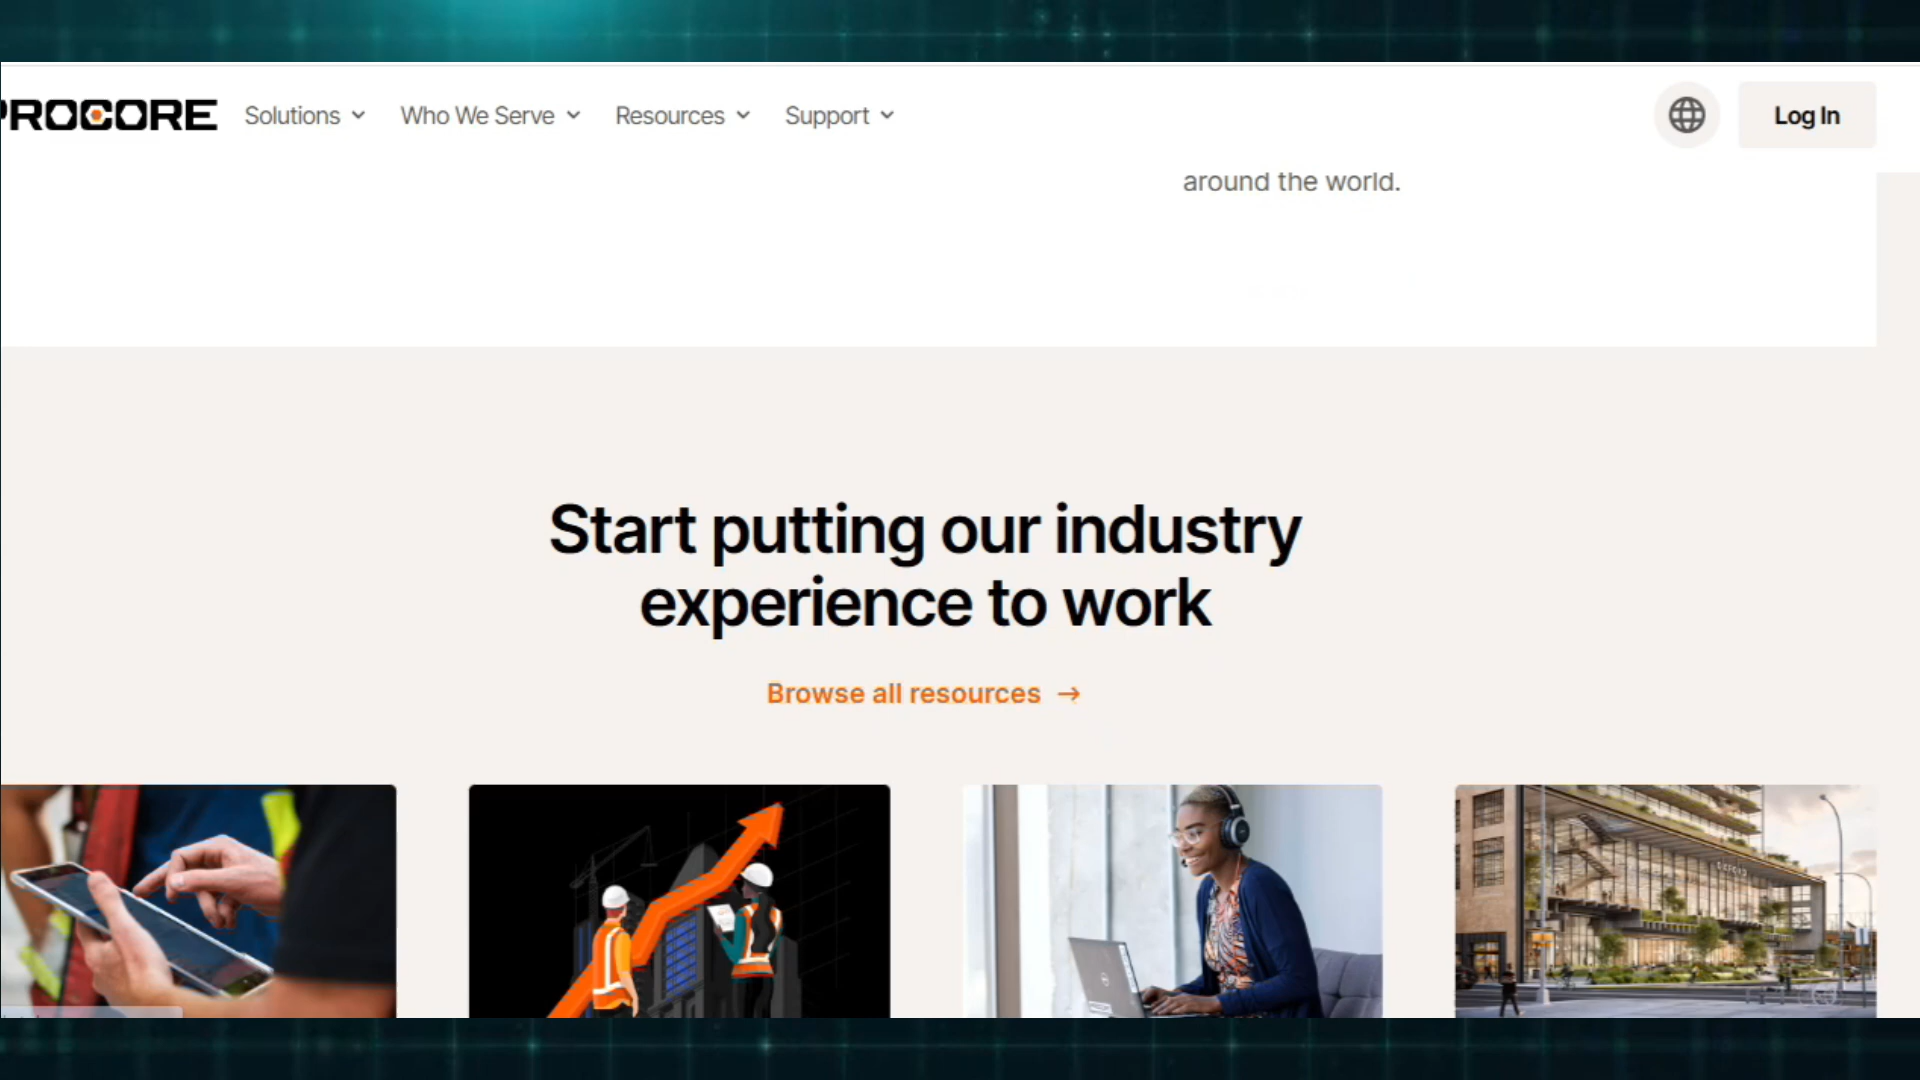 PROCORE
Solutions
Who We Serve
Resources
Support
Log In
around the world.
Start putting our industry
experience to work
Browse all resources →